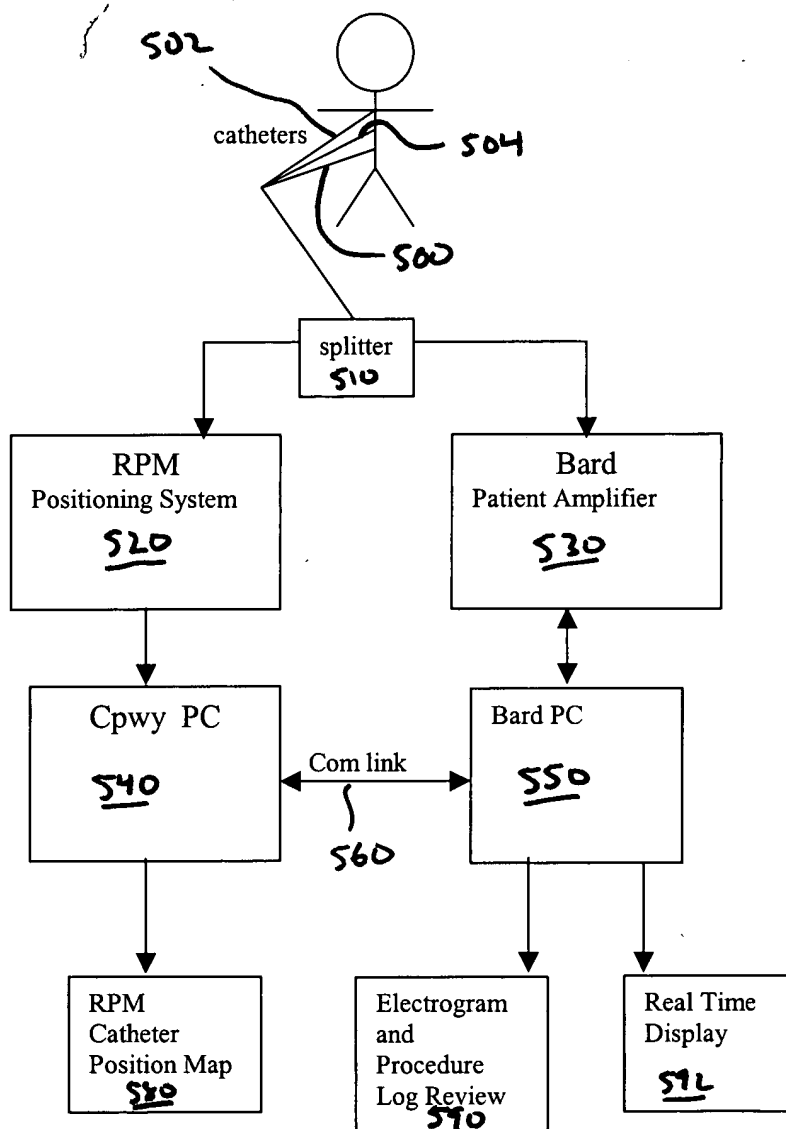 502
catheters
504
500
splitter
510
RPM
Positioning System
520
Bard
Patient Amplifier
530
Cpwy PC
540
Com link
560
Bard PC
550
RPM
Catheter
Position Map
580
Electrogram
and
Procedure
Log Review
590
Real Time
Display
592